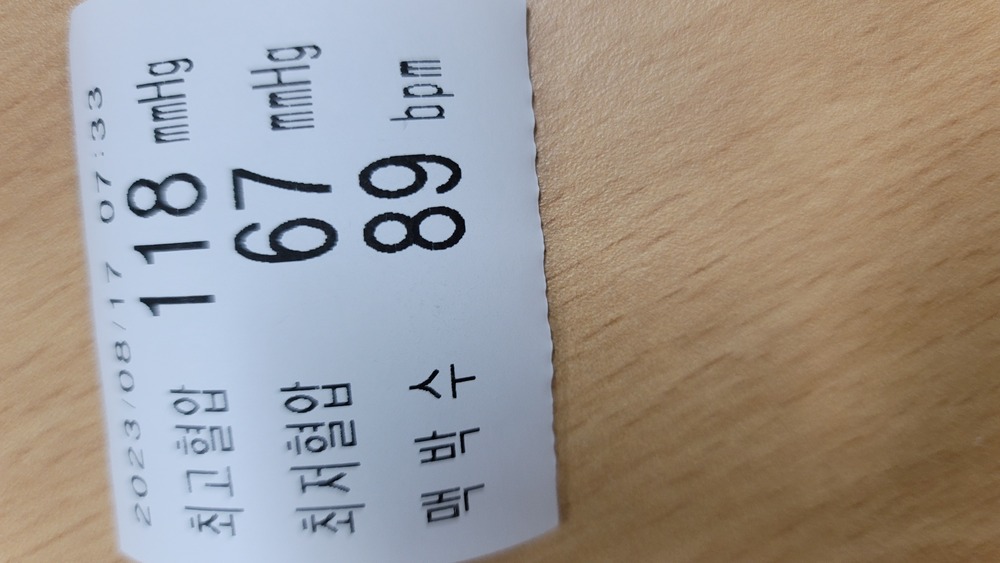 2023/08/17 07:33
최고혈압 118 mmHg
최저혈압 67 mmHg
맥박수 89 bpm